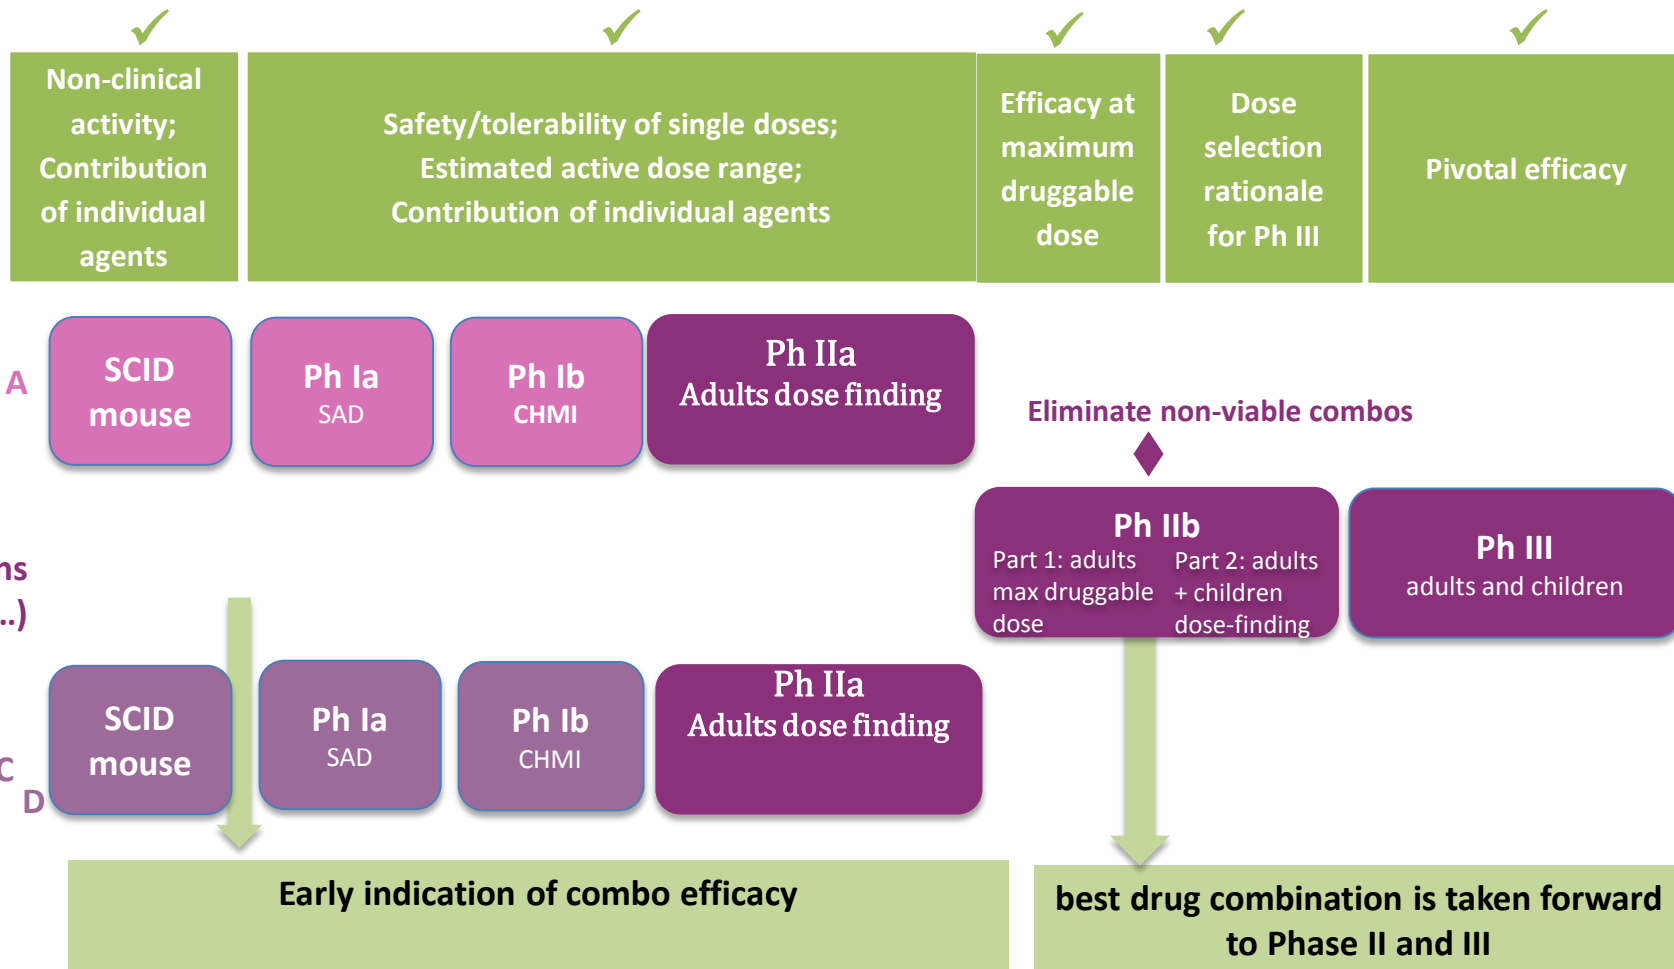 Non-clinical
activity;
Contribution
of individual
agents
Safety/tolerability of single doses;
Estimated active dose range;
Contribution of individual agents
Efficacy at
maximum
druggable
dose
Dose
selection
rationale
for Ph III
Pivotal efficacy
A
SCID
mouse
Ph Ia
SAD
Ph Ib
CHMI
Ph IIa
Adults dose finding
Eliminate non-viable combos
Ph IIb
Part 1: adults
max druggable
dose
Part 2: adults
+ children
dose-finding
Ph III
adults and children
ns
..)
C
D
SCID
mouse
Ph Ia
SAD
Ph Ib
CHMI
Ph IIa
Adults dose finding
Early indication of combo efficacy
best drug combination is taken forward
to Phase II and III